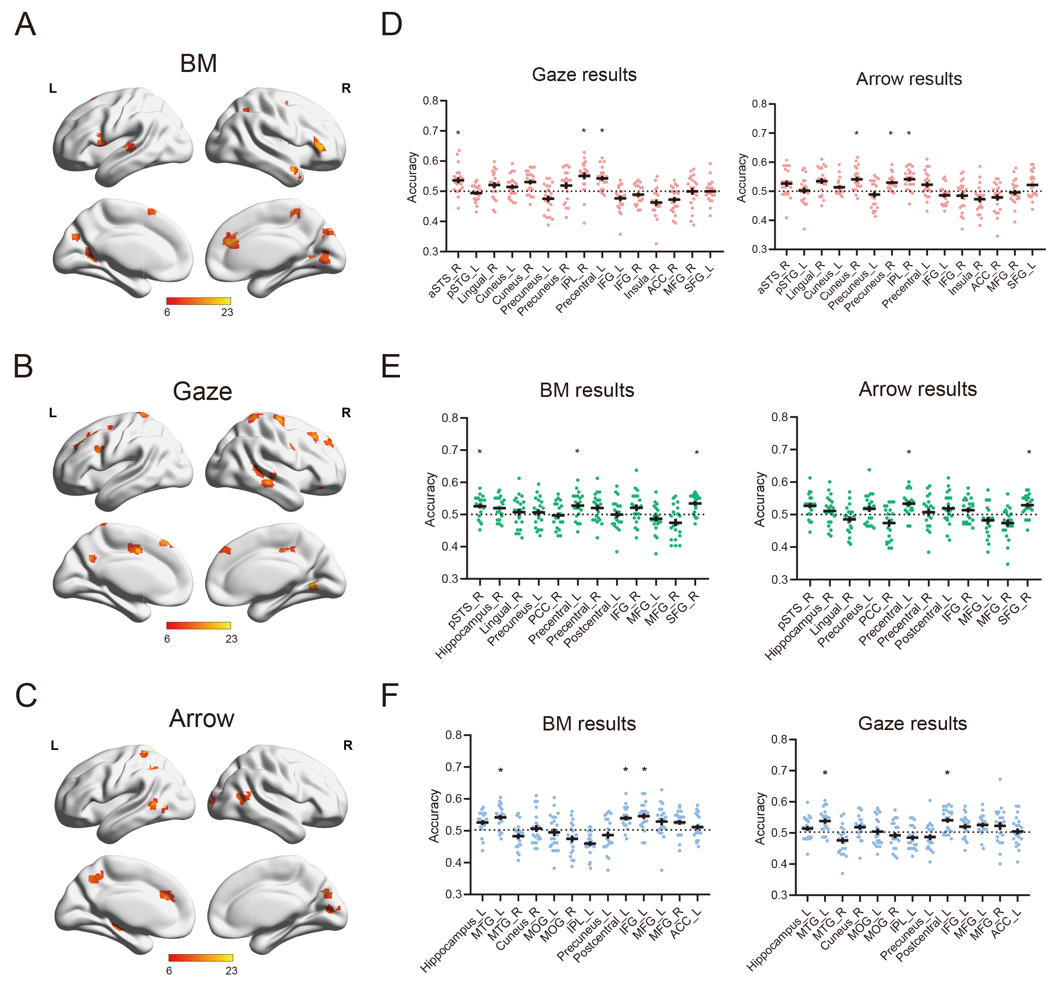 A
BM
L
R
6
23
B
Gaze
L
R
6
23
C
Arrow
L
R
6
23
D
Gaze results
Accuracy
0.8
0.7
0.6
0.5
0.4
0.3
* * *
aSTS_R
pSTG_L
Lingual_R
Cuneus_L
Cuneus_R
Precuneus_L
Precuneus_R
IPL_R
Precentral_L
IFG_L
IFG_R
Insula_R
ACC_R
MFG_R
SFG_L
Arrow results
Accuracy
0.8
0.7
0.6
0.5
0.4
0.3
* * *
aSTS_R
pSTG_L
Lingual_R
Cuneus_L
Cuneus_R
Precuneus_L
Precuneus_R
IPL_R
Precentral_L
IFG_L
IFG_R
Insula_R
ACC_R
MFG_R
SFG_L
E
BM results
Accuracy
0.8
0.7
0.6
0.5
0.4
0.3
* * *
pSTS_R
Hippocampus_R
Lingual_R
Precuneus_L
PCC_R
Precentral_L
Precentral_R
Postcentral_L
IFG_R
MFG_L
MFG_R
SFG_R
Arrow results
Accuracy
0.8
0.7
0.6
0.5
0.4
0.3
* *
pSTS_R
Hippocampus_R
Lingual_R
Precuneus_L
PCC_R
Precentral_L
Precentral_R
Postcentral_L
IFG_R
MFG_L
MFG_R
SFG_R
F
BM results
Accuracy
0.8
0.7
0.6
0.5
0.4
0.3
* * *
Hippocampus_L
MTG_L
MTG_R
Cuneus_R
MOG_L
MOG_R
IPL_L
Precuneus_L
Postcentral_L
IFG_L
MFG_L
MFG_R
ACC_L
Gaze results
Accuracy
0.8
0.7
0.6
0.5
0.4
0.3
* *
Hippocampus_L
MTG_L
MTG_R
Cuneus_R
MOG_L
MOG_R
IPL_L
Precuneus_L
Postcentral_L
IFG_L
MFG_L
MFG_R
ACC_L